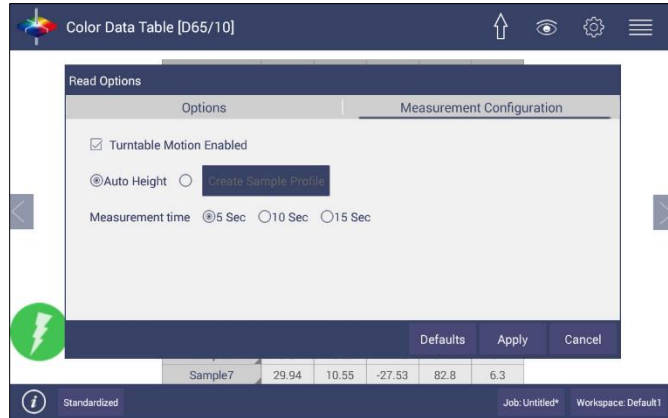 Color Data Table [D65/10]
Read Options
Options Measurement Configuration
Turntable Motion Enabled
Auto Height Create Sample Profile
Measurement time 5 Sec 10 Sec 15 Sec
Defaults Apply Cancel
Sample7 29.94 10.55 -27.53 82.8 6.3
i Standardized Job: Untitled* Workspace: Default1